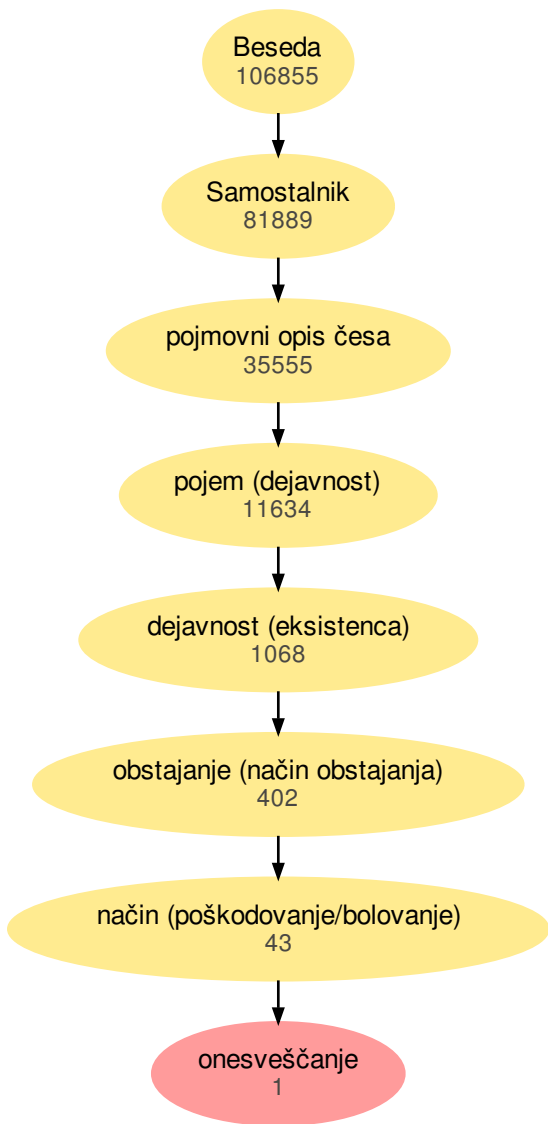 Beseda
106855
Samostalnik
81889
pojmovni opis česa
35555
pojem (dejavnost)
11634
dejavnost (eksistenca)
1068
obstajanje (način obstajanja)
402
način (poškodovanje/bolovanje)
43
onesveščanje
1